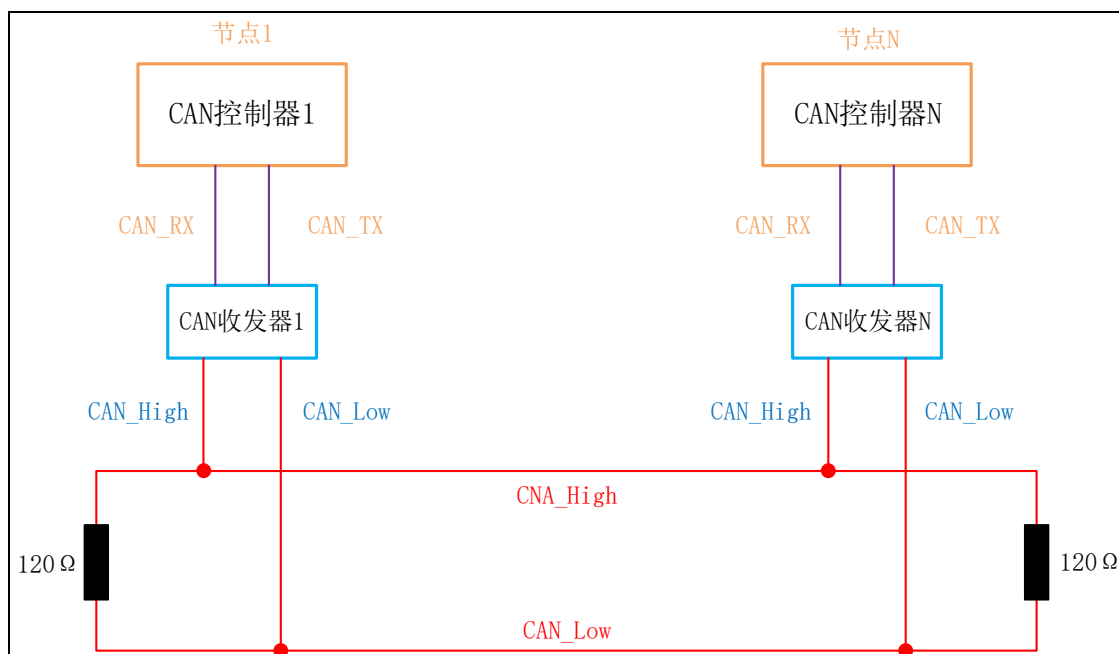 节点1
节点N
CAN控制器1
CAN控制器N
CAN_RX
CAN_TX
CAN_RX
CAN_TX
CAN收发器1
CAN收发器N
CAN_High
CAN_Low
CAN_High
CAN_Low
CNA_High
120Ω
120Ω
CAN_Low